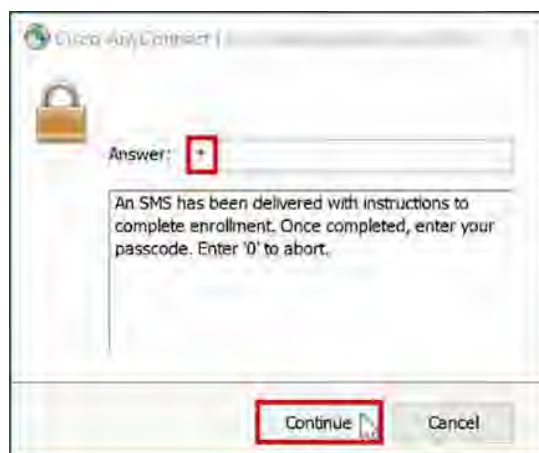 Cisco AnyConnect |
Answer: *
An SMS has been delivered with instructions to
complete enrollment. Once completed, enter your
passcode. Enter '0' to abort.
Continue
Cancel